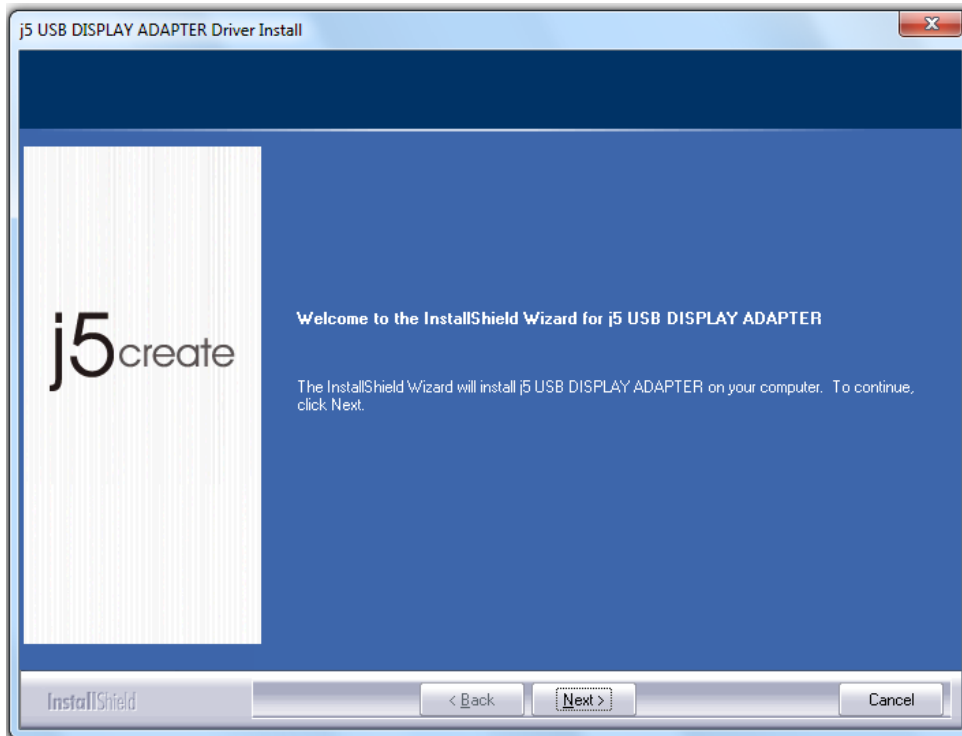 j5 USB DISPLAY ADAPTER Driver Install
j5create
Welcome to the InstallShield Wizard for j5 USB DISPLAY ADAPTER
The InstallShield Wizard will install j5 USB DISPLAY ADAPTER on your computer.  To continue,
click Next.
InstallShield
< Back
Next >
Cancel